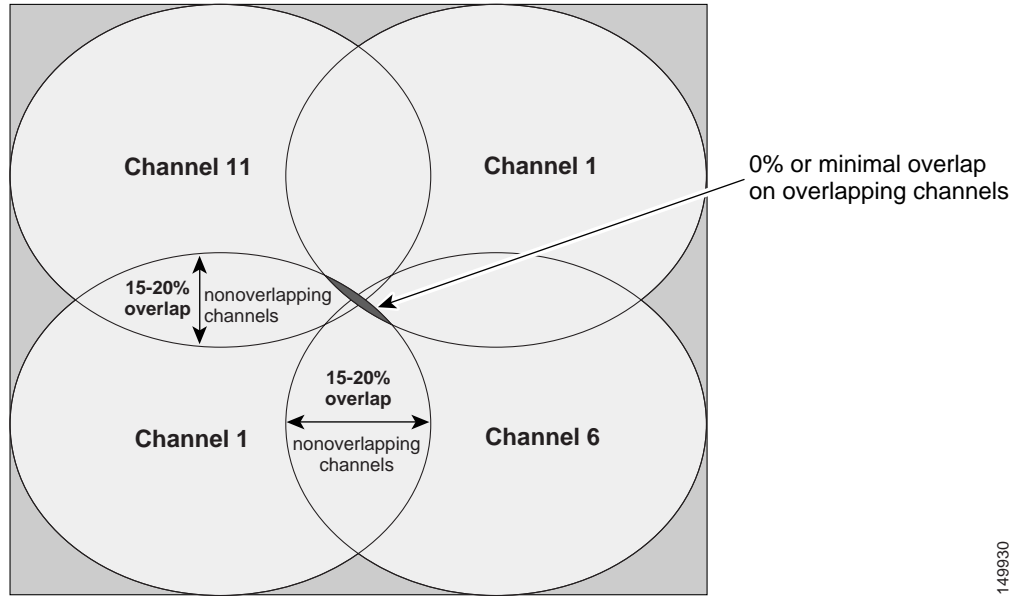 Channel 11
Channel 1
0% or minimal overlap
on overlapping channels
15-20%
overlap
nonoverlapping
channels
15-20%
overlap
nonoverlapping
channels
Channel 1
Channel 6
149930